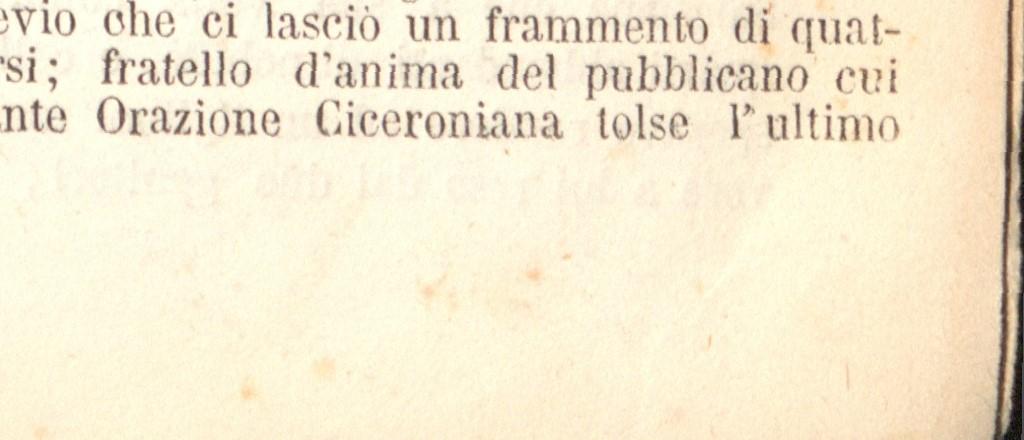 evio che ci lasciò un frammento di quat-
rsi; fratello d'anima del pubblicano cui
nte Orazione Ciceroniana tolse l'ultimo